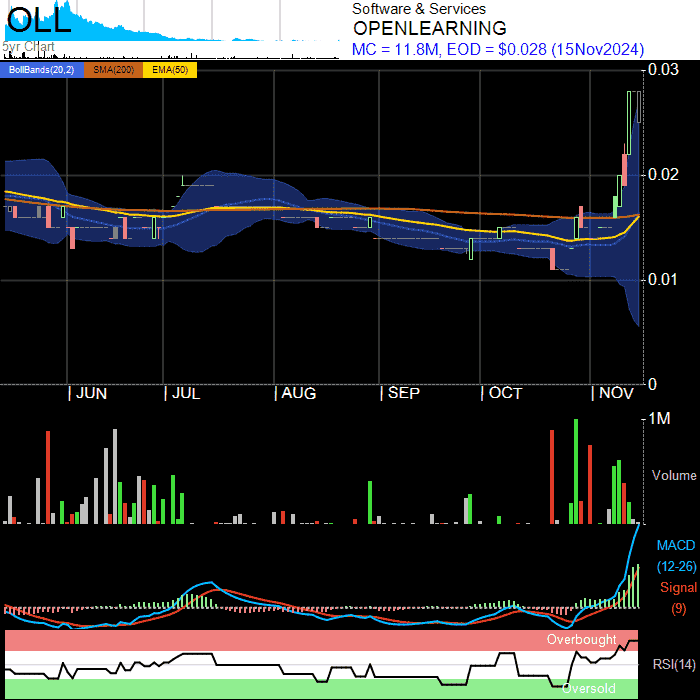 OLL
5yr Chart
Software & Services
OPENLEARNING
MC = 11.8M, EOD = $0.028 (15Nov2024)
BollBands(20,2) SMA(200) EMA(50)
0.03
0.02
0.01
0
| JUN | JUL | AUG | SEP | OCT | NOV
1M
Volume
MACD
(12-26)
Signal
(9)
Overbought
RSI(14)
Oversold